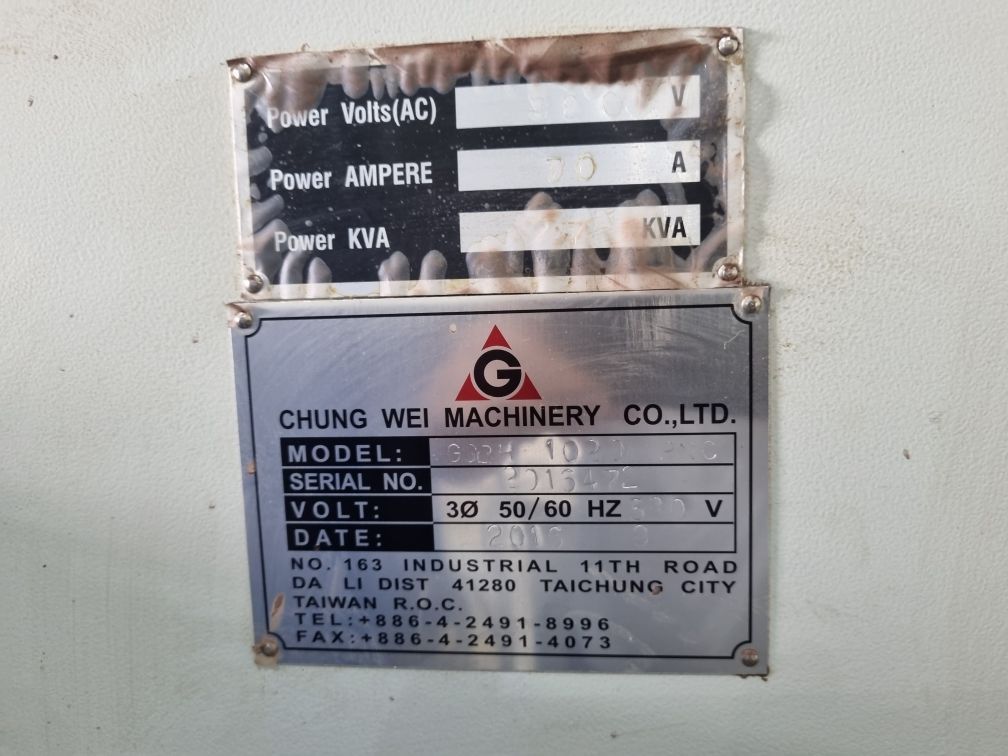 Power Volts(AC) V
Power AMPERE 70 A
Power KVA KVA
G
CHUNG WEI MACHINERY CO.,LTD.
MODEL:
SERIAL NO.
VOLT: 3Ø 50/60 HZ V
DATE:
NO. 163 INDUSTRIAL 11TH ROAD
DA LI DIST 41280 TAICHUNG CITY
TAIWAN R.O.C.
TEL:+886-4-2491-8996
FAX:+886-4-2491-4073